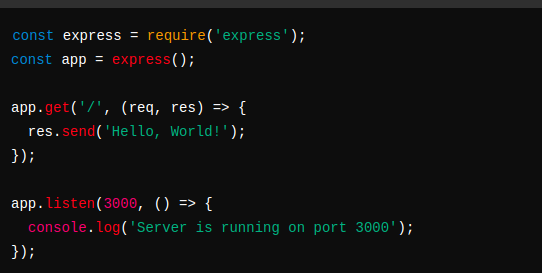 const express = require('express');
const app = express();

app.get('/', (req, res) => {
  res.send('Hello, World!');
});

app.listen(3000, () => {
  console.log('Server is running on port 3000');
});